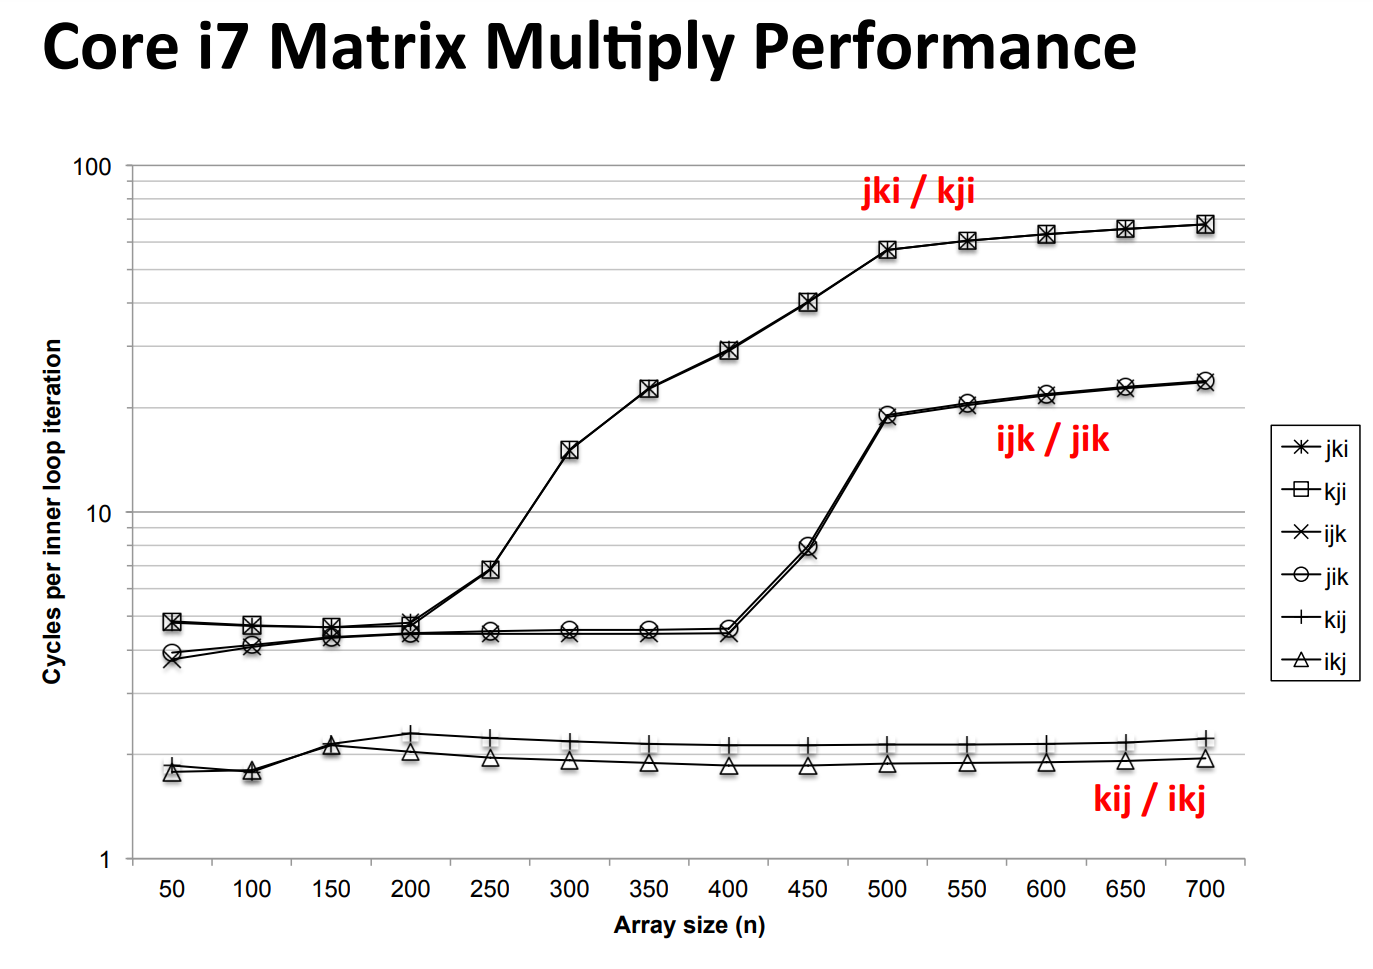 Core i7 Matrix Multiply Performance
100
jki / kji
10
ijk / jik
1
kij / ikj
Cycles per inner loop iteration
50 100 150 200 250 300 350 400 450 500 550 600 650 700
Array size (n)
jki
kji
ijk
jik
kij
ikj